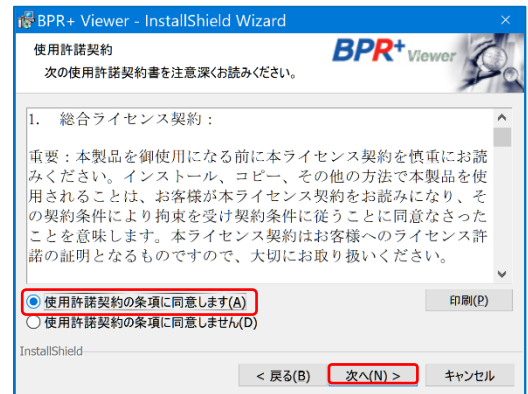 BPR+ Viewer - InstallShield Wizard
使用許諾契約
次の使用許諾契約書を注意深くお読みください。
BPR+ Viewer
1. 総合ライセンス契約：
重要：本製品を御使用になる前に本ライセンス契約を慎重にお読
みください。インストール、コピー、その他の方法で本製品を使
用されることは、お客様が本ライセンス契約をお読みになり、そ
の契約条件により拘束を受け契約条件に従うことに同意なさった
ことを意味します。本ライセンス契約はお客様へのライセンス許
諾の証明となるものですので、大切にお取り扱いください。
使用許諾契約の条項に同意します(A)
印刷(P)
使用許諾契約の条項に同意しません(D)
InstallShield
< 戻る(B)
次へ(N) >
キャンセル